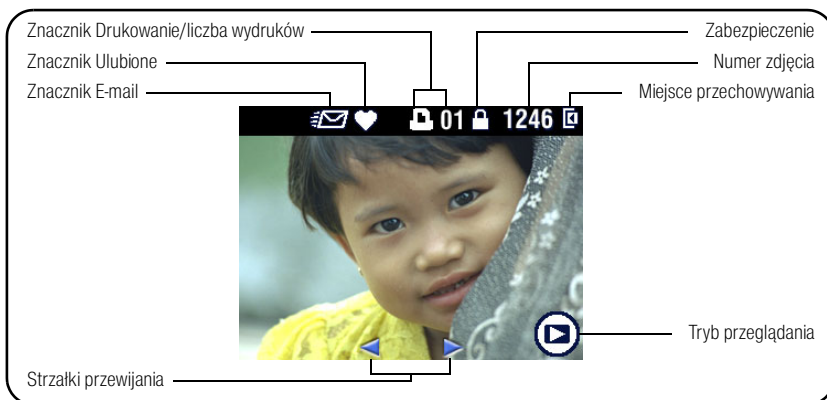 Znacznik Drukowanie/liczba wydruków
Znacznik Ulubione
Znacznik E-mail
Zabezpieczenie
Numer zdjęcia
Miejsce przechowywania
01 1246
Tryb przeglądania
Strzałki przewijania